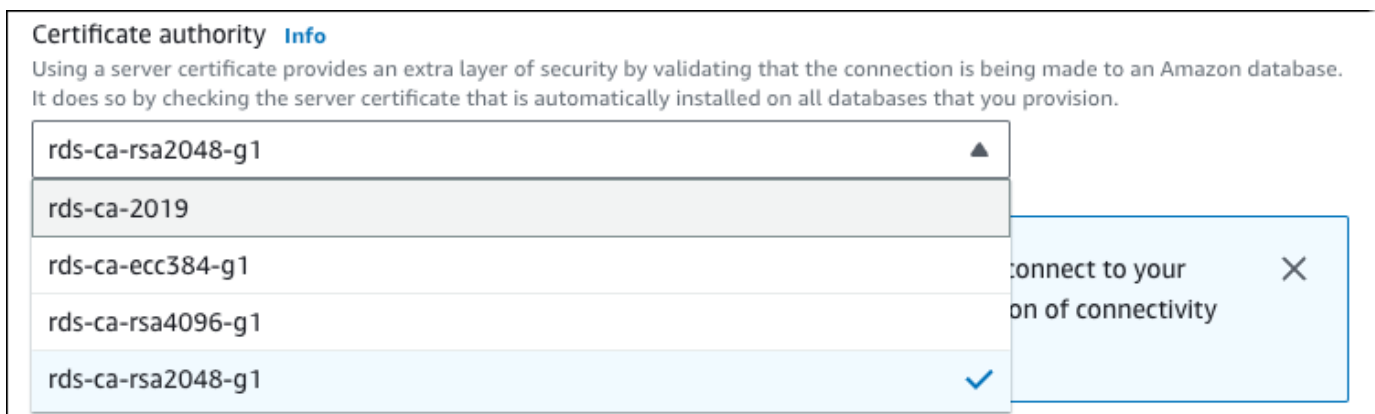 Certificate authority Info
Using a server certificate provides an extra layer of security by validating that the connection is being made to an Amazon database.
It does so by checking the server certificate that is automatically installed on all databases that you provision.
rds-ca-rsa2048-g1
rds-ca-2019
rds-ca-ecc384-g1
connect to your
rds-ca-rsa4096-g1
on of connectivity
rds-ca-rsa2048-g1